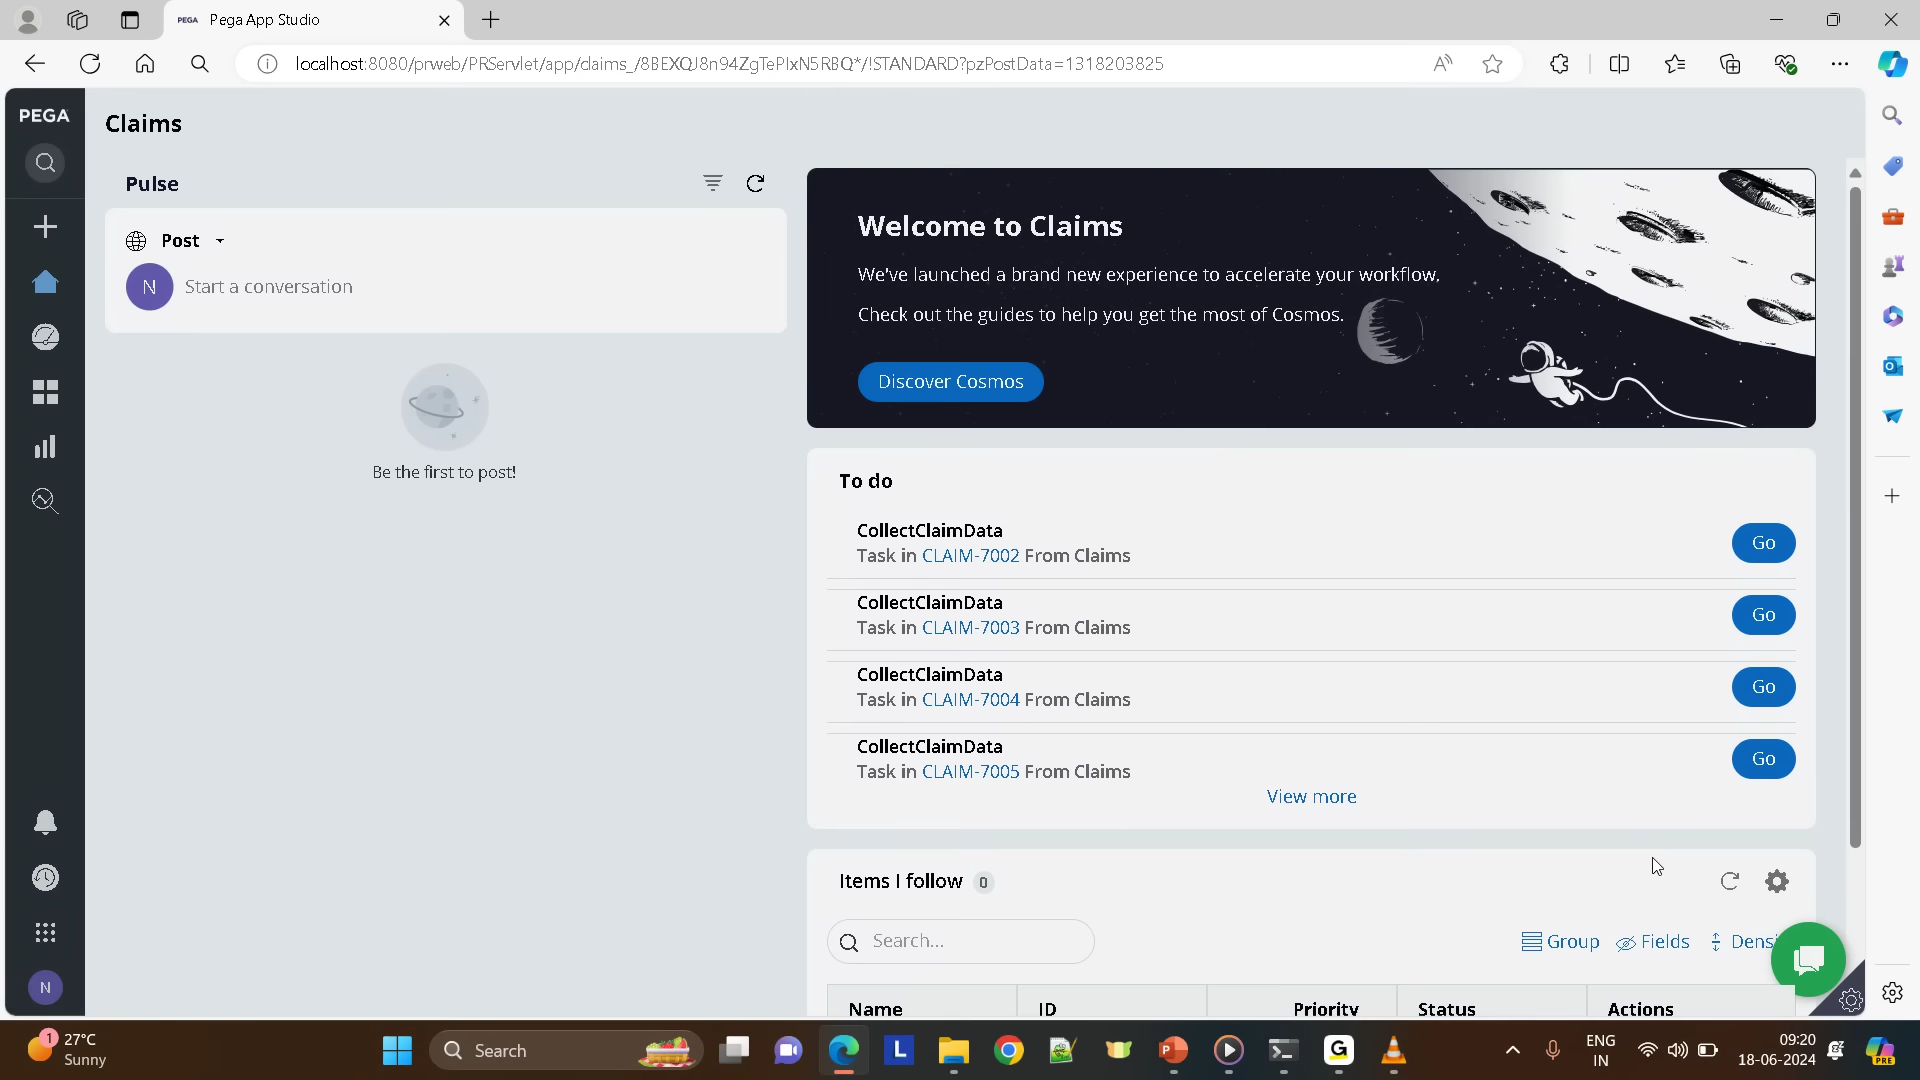 PEGA Pega App Studio
localhost:8080/prweb/PRServlet/app/claims_/8BEXQJ8n94ZgTePIxN5RBQ*/!STANDARD?pzPostData=1318203825
PEGA
Claims
Pulse
Post
N Start a conversation
Be the first to post!
Welcome to Claims
We've launched a brand new experience to accelerate your workflow.
Check out the guides to help you get the most of Cosmos.
Discover Cosmos
To do
CollectClaimData
Task in CLAIM-7002 From Claims
Go
CollectClaimData
Task in CLAIM-7003 From Claims
Go
CollectClaimData
Task in CLAIM-7004 From Claims
Go
CollectClaimData
Task in CLAIM-7005 From Claims
Go
View more
Items I follow 0
Search...
Group Fields Densi
Name ID Priority Status Actions
N
1 27°C
Sunny
Search
ENG
IN
09:20
18-06-2024